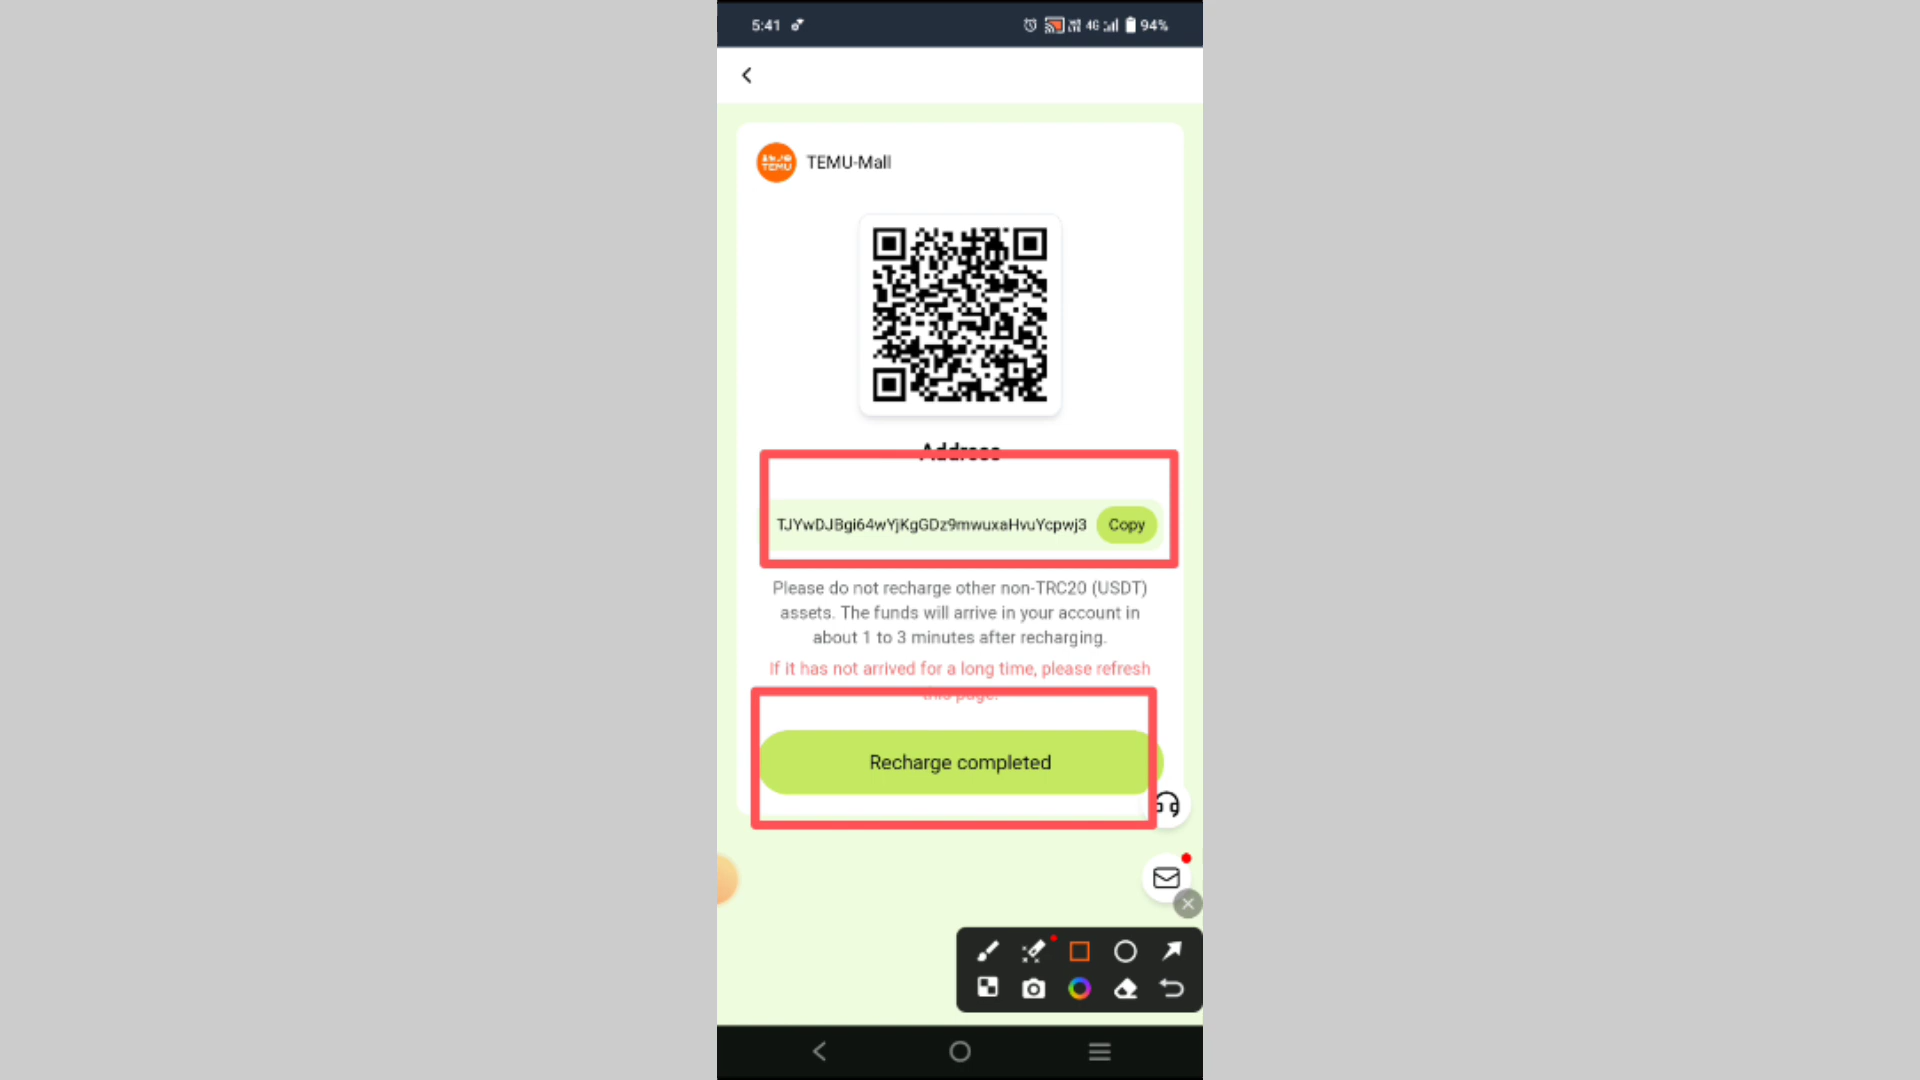 5:41
4G 94%
TEMU
TEMU-Mall
Address
TJYwDJBgi64wYjKgGDz9mwuxaHvuYcpwj3 Copy
Please do not recharge other non-TRC20 (USDT)
assets. The funds will arrive in your account in
about 1 to 3 minutes after recharging.
If it has not arrived for a long time, please refresh
this page.
Recharge completed